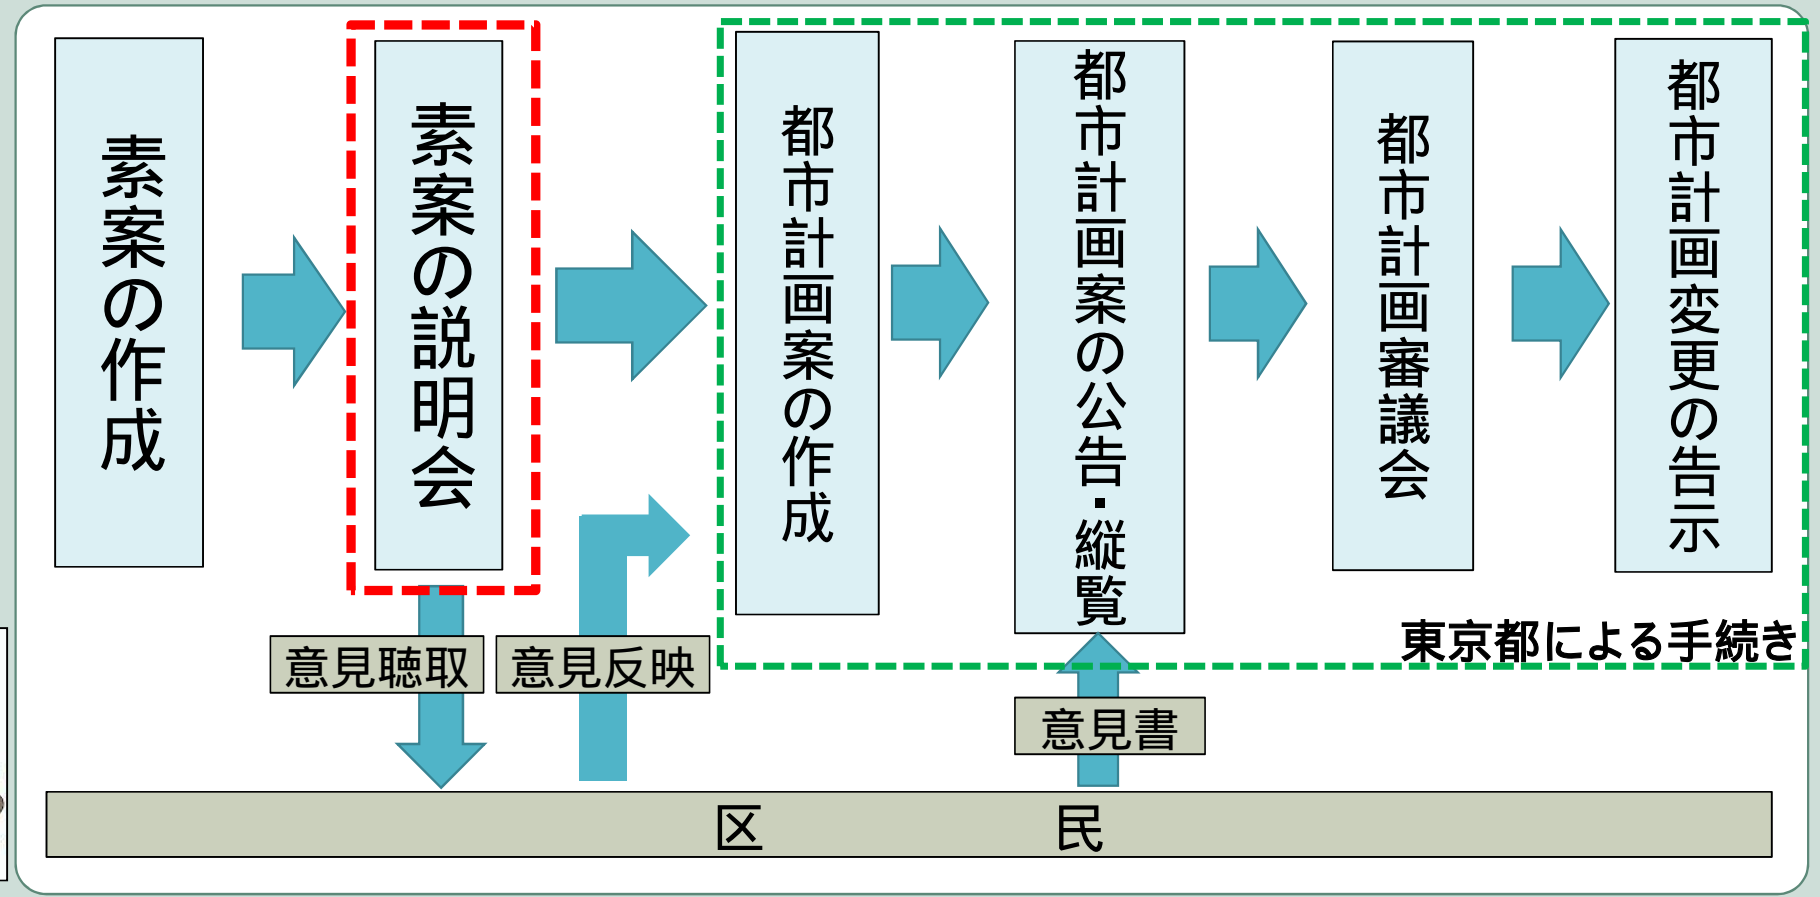 素案の作成
素案の説明会
都市計画案の作成
都市計画案の公告・縦覧
都市計画審議会
都市計画変更の告示
東京都による手続き
意見聴取
意見反映
意見書
区民